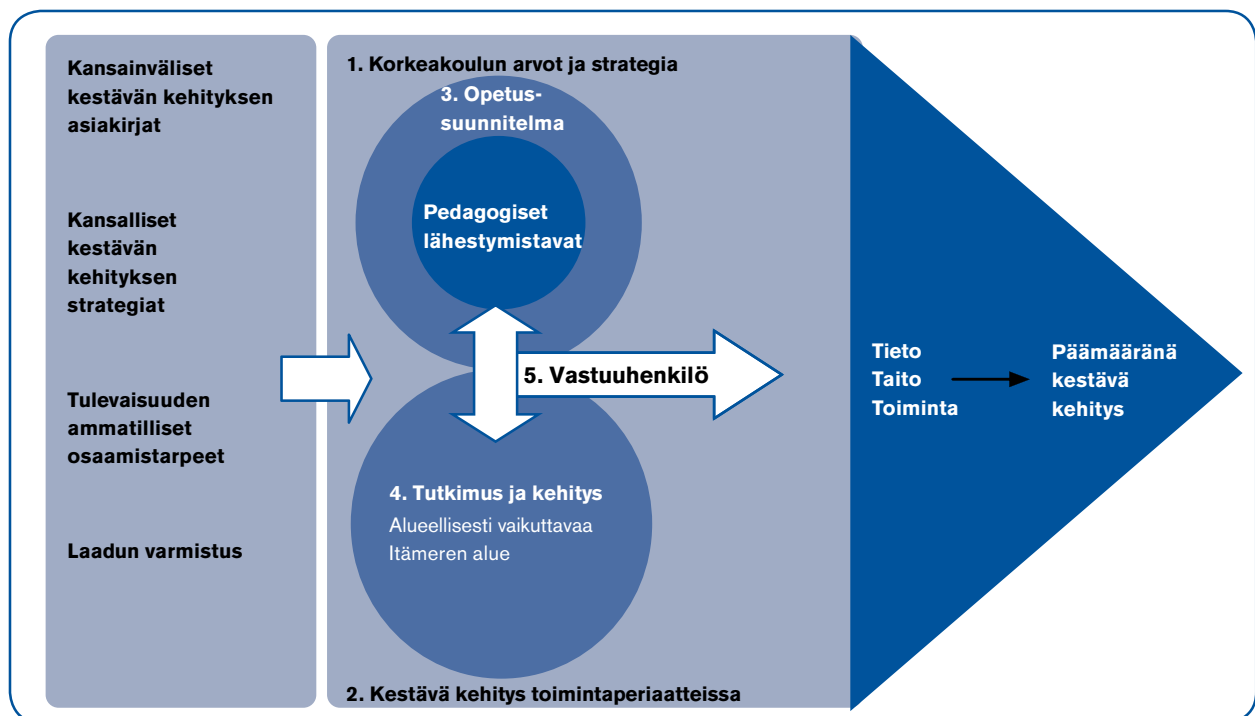 Kansainväliset
kestävän kehityksen
asiakirjat
Kansalliset
kestävän
kehityksen
strategiat
Tulevaisuuden
ammatilliset
osaamistarpeet
Laadun varmistus
1. Korkeakoulun arvot ja strategia
3. Opetus-
suunnitelma
Pedagogiset
lähestymistavat
5. Vastuuhenkilö
4. Tutkimus ja kehitys
Alueellisesti vaikuttavaa
Itämeren alue
2. Kestävä kehitys toimintaperiaatteissa
Tieto
Taito
Toiminta
Päämääränä
kestävä
kehitys